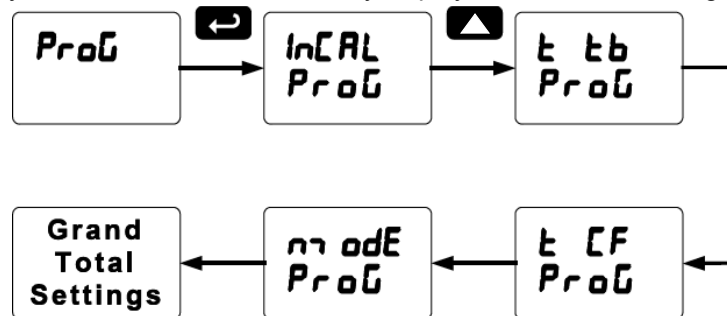 ProG
InCAL
ProG
t tb
ProG
Grand
Total
Settings
modE
ProG
t CF
ProG